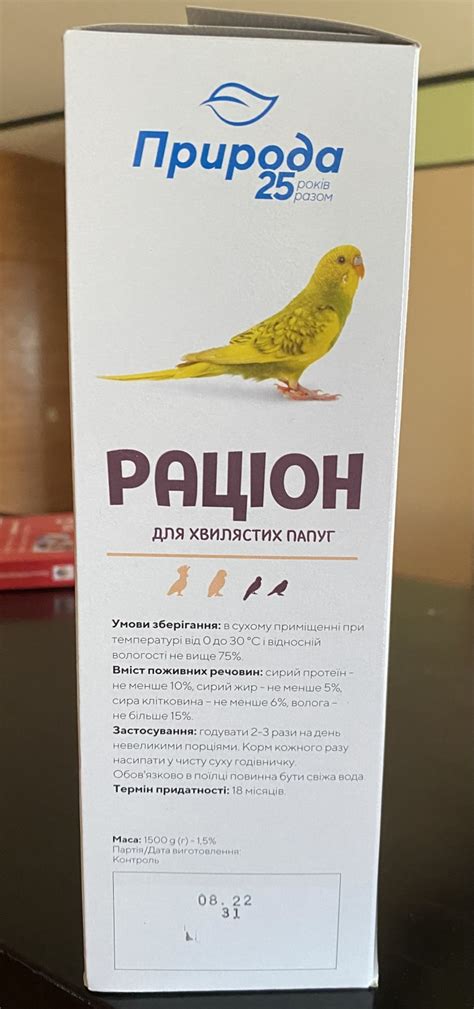 Природа
25 років
разом
РАЦІОН
ДЛЯ ХВИЛЯСТИХ ПАПУГ
Умови зберігання: в сухому приміщенні при
температурі від 0 до 30 °С і відносній
вологості не вище 75%.
Вміст поживних речовин: сирий протеїн –
не менше 10%, сирий жир – не менше 5%,
сира клітковина – не менше 6%, волога –
не більше 15%.
Застосування: годувати 2-3 рази на день
невеликими порціями. Корм кожного разу
насипати у чисту суху годівничку.
Обов'язково в поїлці повинна бути свіжа вода.
Термін придатності: 18 місяців.
Маса: 1500 g (г) - 1,5%
Партія/Дата виготовлення:
Контроль
08. 22
31